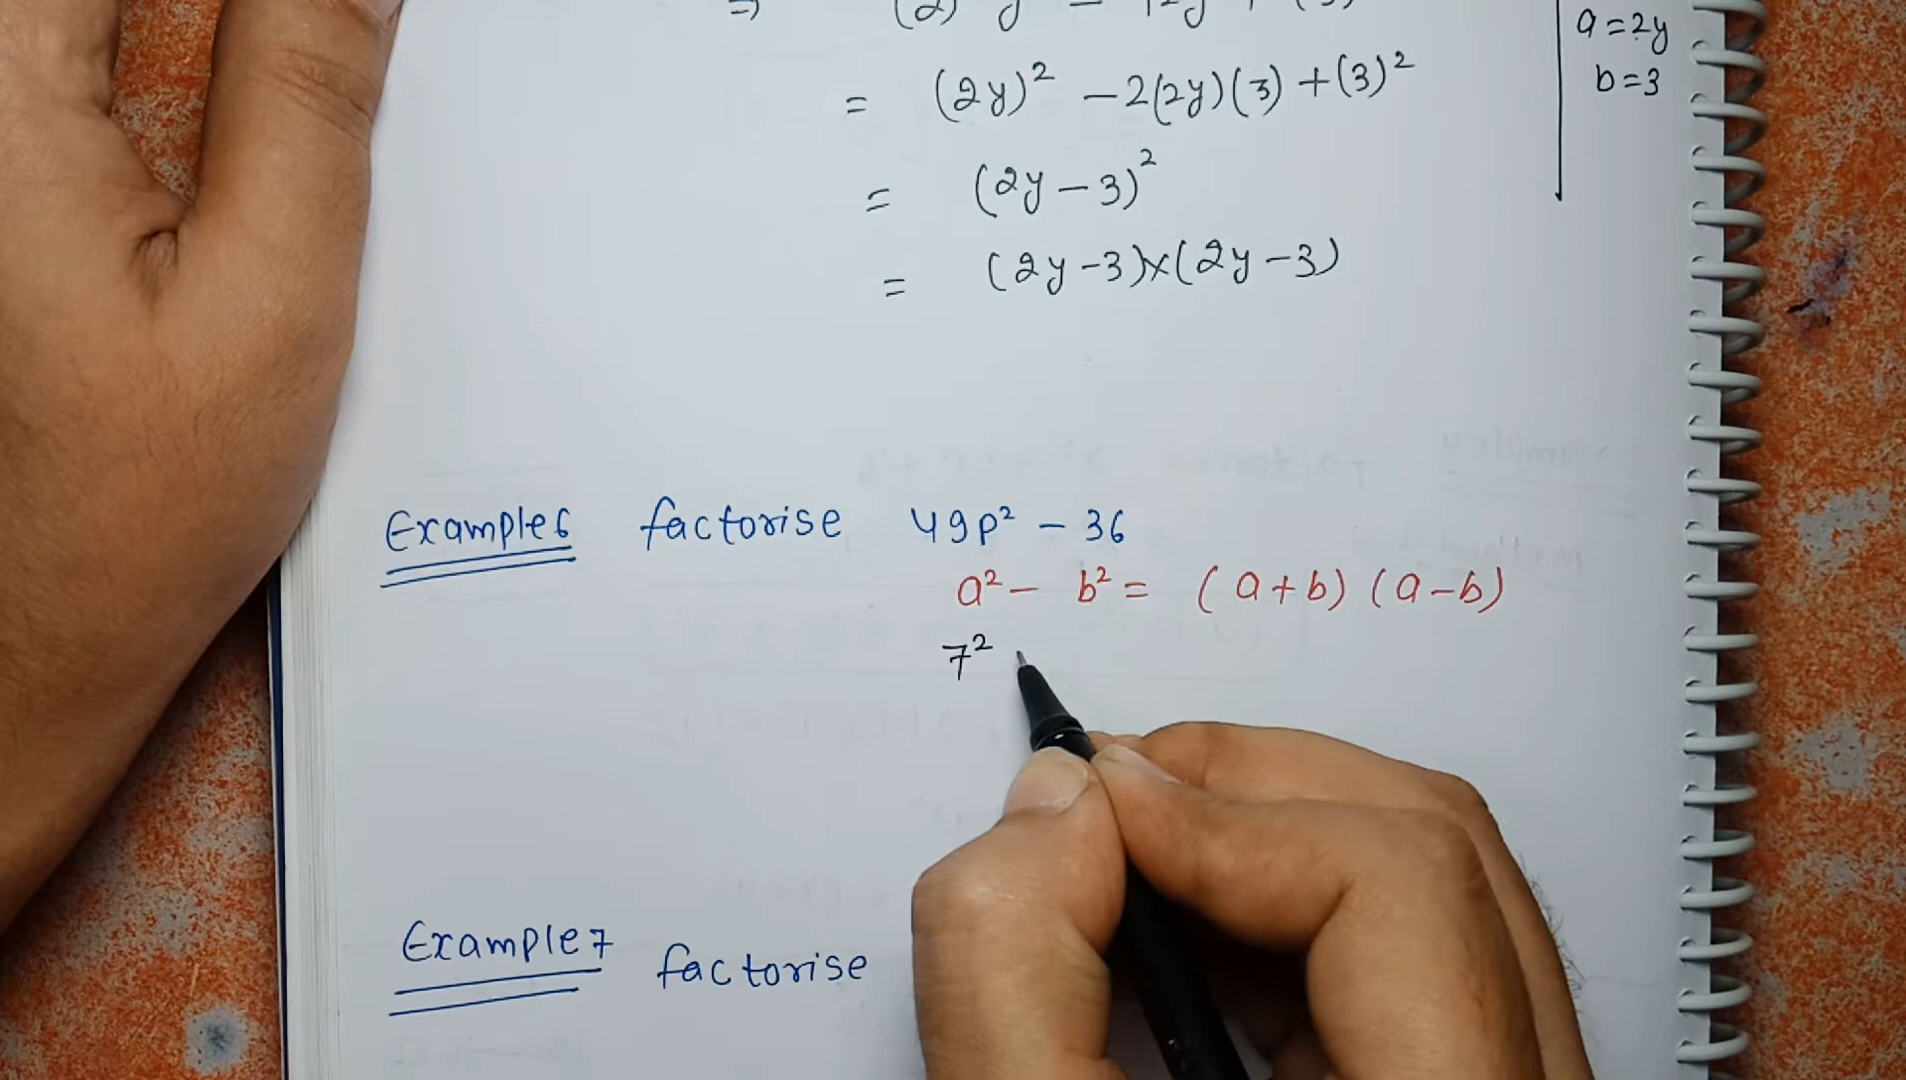 a=2y
b=3
= (2y)² -2(2y)(3) +(3)²
= (2y-3)²
= (2y-3)×(2y-3)
Example 6 factorise 49p² - 36
a² - b² = (a+b) (a-b)
7²
Example 7 factorise